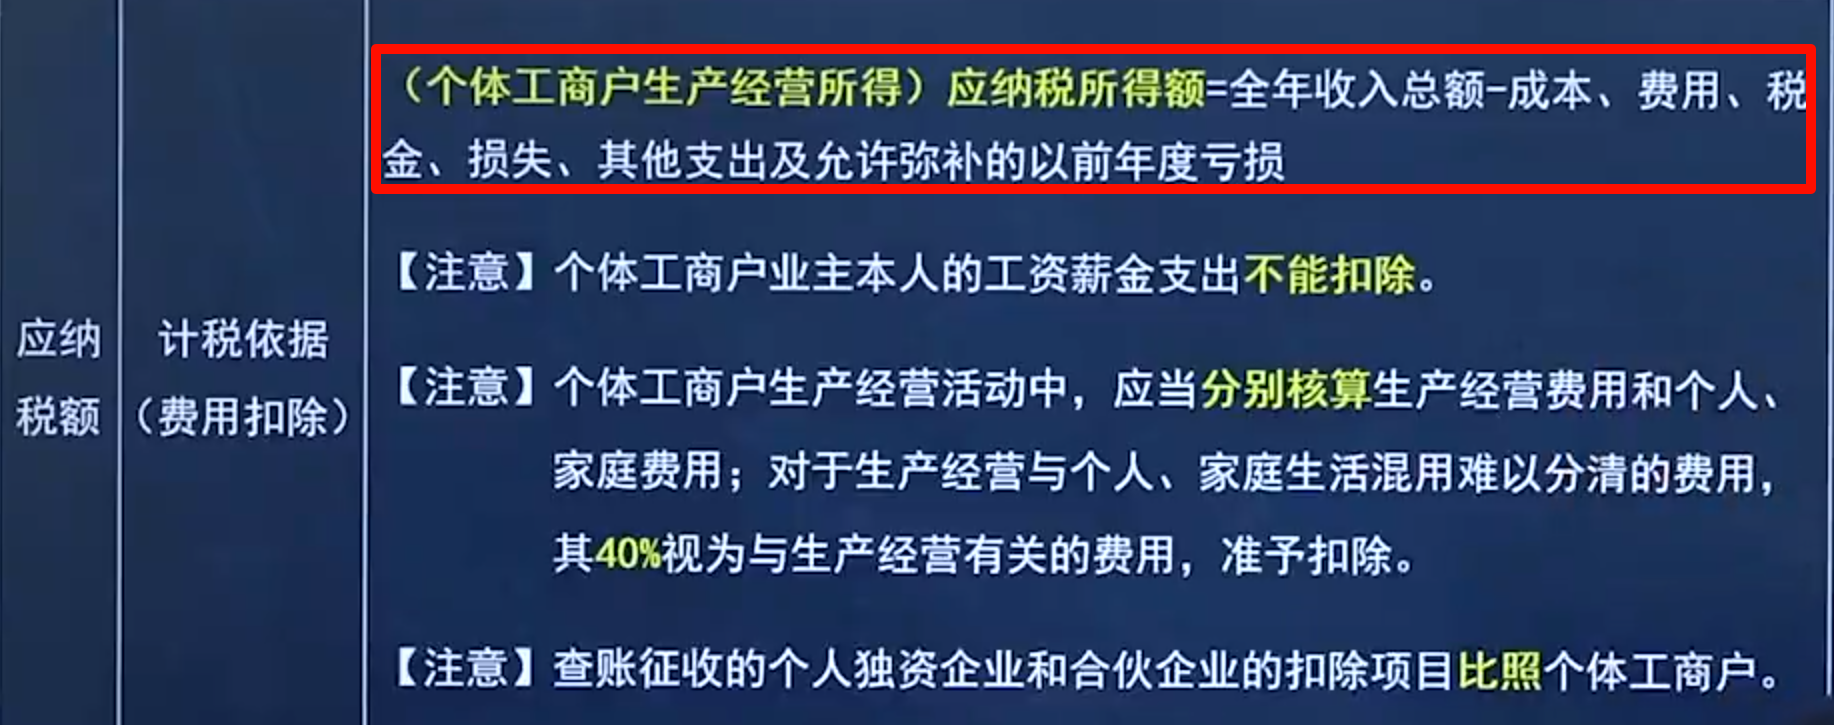 （个体工商户生产经营所得）应纳税所得额=全年收入总额-成本、费用、税
金、损失、其他支出及允许弥补的以前年度亏损
【注意】个体工商户业主本人的工资薪金支出不能扣除。
应纳
税额
计税依据
（费用扣除）
【注意】个体工商户生产经营活动中，应当分别核算生产经营费用和个人、
家庭费用；对于生产经营与个人、家庭生活混用难以分清的费用，
其40%视为与生产经营有关的费用，准予扣除。
【注意】查账征收的个人独资企业和合伙企业的扣除项目比照个体工商户。